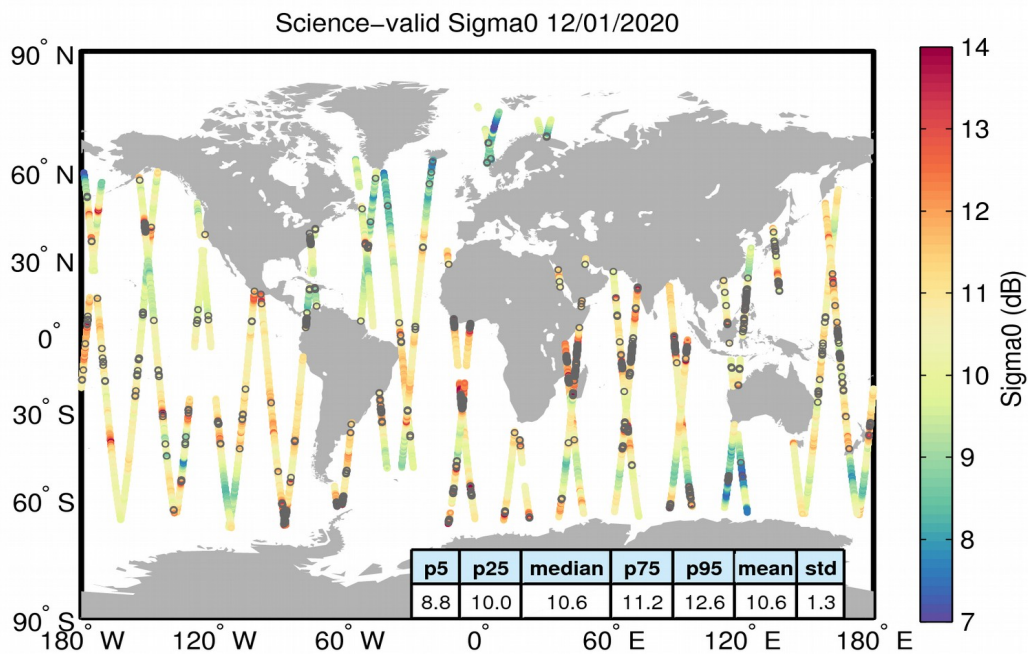 Science−valid Sigma0 12/01/2020
90° N
60° N
30° N
0°
30° S
60° S
90° S
180° W
120° W
60° W
0°
60° E
120° E
180° E
p5 p25 median p75 p95 mean std
8.8 10.0 10.6 11.2 12.6 10.6 1.3
14
13
12
11
10
9
8
7
Sigma0 (dB)